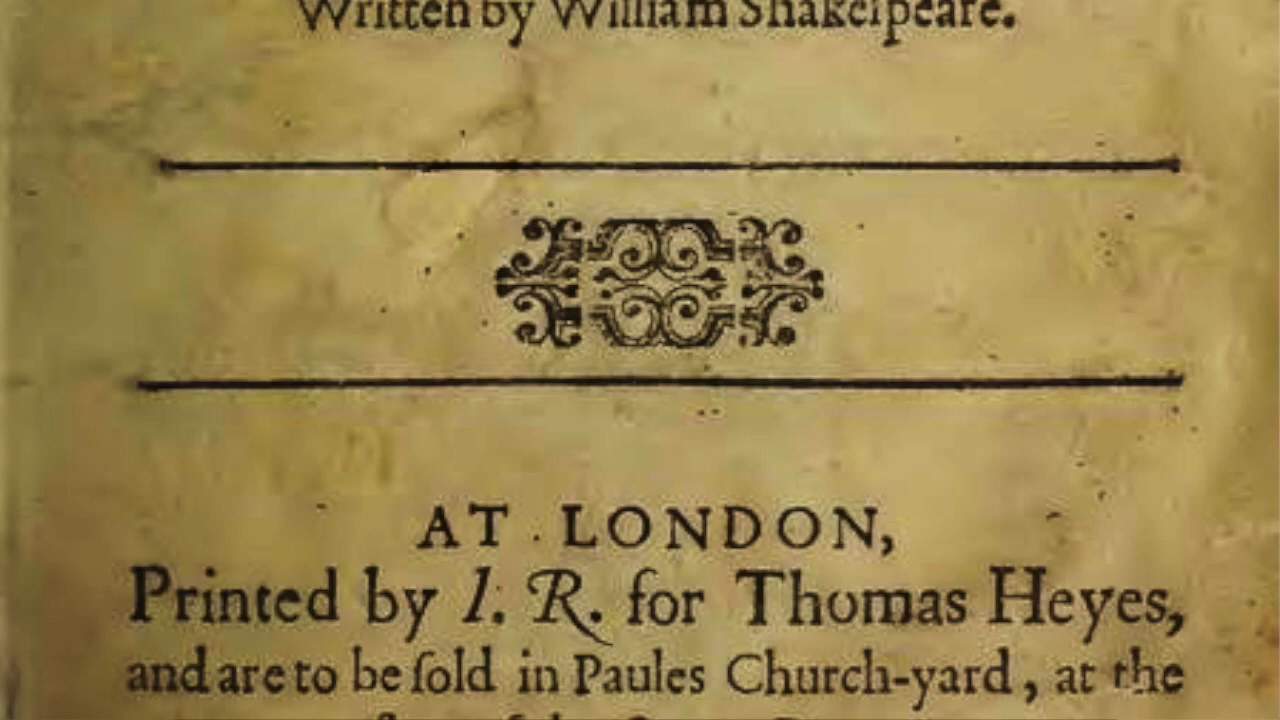 Written by William Shakeſpeare.
AT LONDON,
Printed by I. R. for Thomas Heyes,
and are to be ſold in Paules Church-yard, at the